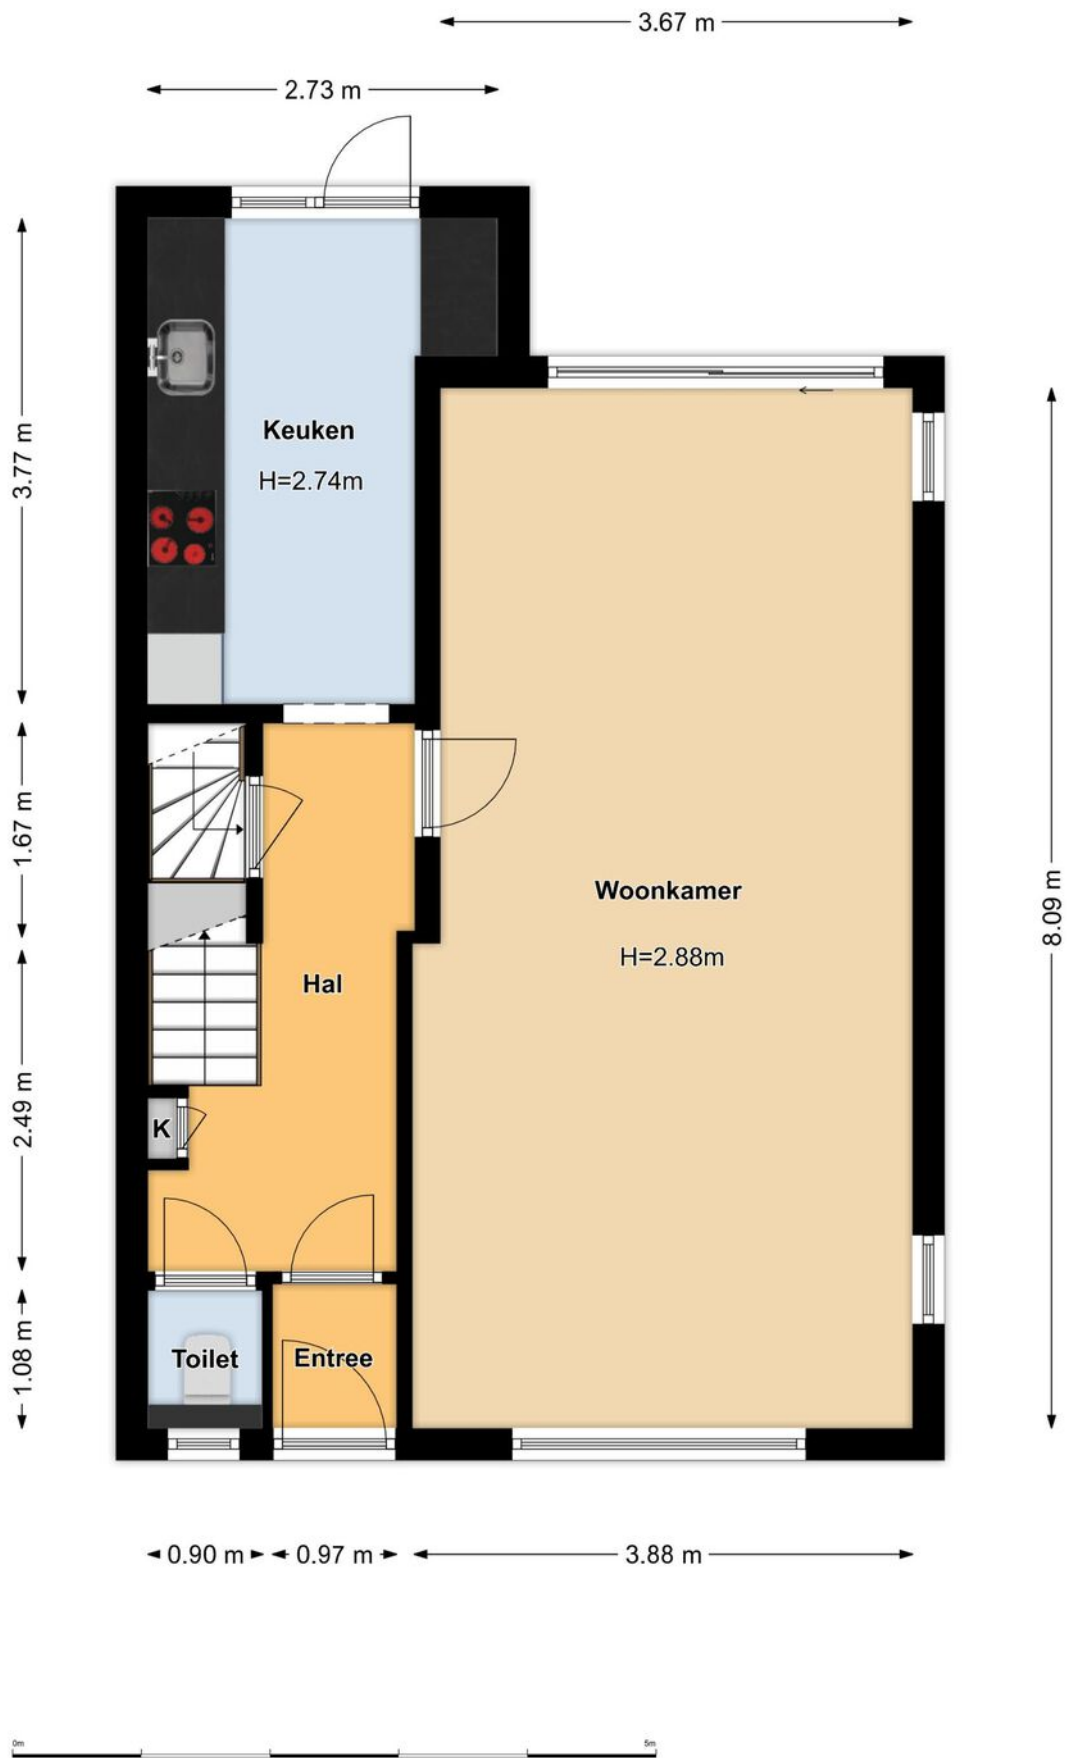 3.67 m
2.73 m
3.77 m
Keuken
H=2.74m
1.67 m
Woonkamer
8.09 m
H=2.88m
Hal
2.49 m
K
1.08 m
Toilet
Entree
0.90 m
0.97 m
3.88 m
0m
5m